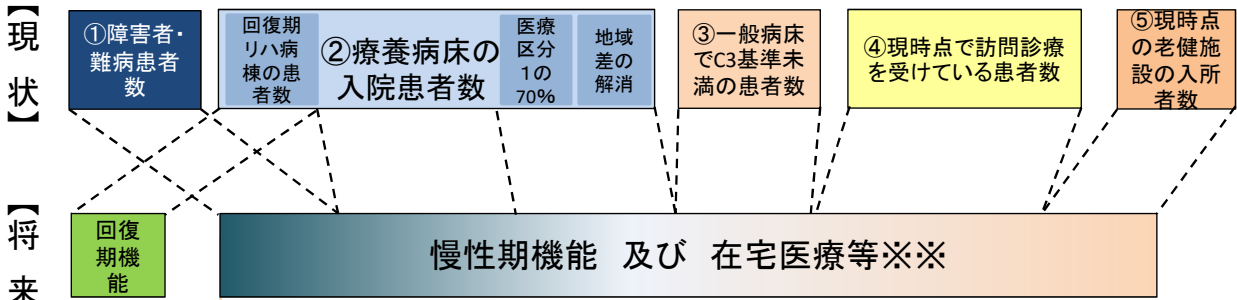 【現状】
①障害者・
難病患者
数
回復期
リハ病
棟の患
者数
②療養病床の
入院患者数
医療
区分
1の
70%
地域
差の
解消
③一般病床
でC3基準未
満の患者数
④現時点で訪問診療
を受けている患者数
⑤現時点
の老健施
設の入所
者数
【将来
回復
期機
能
慢性期機能 及び 在宅医療等※※